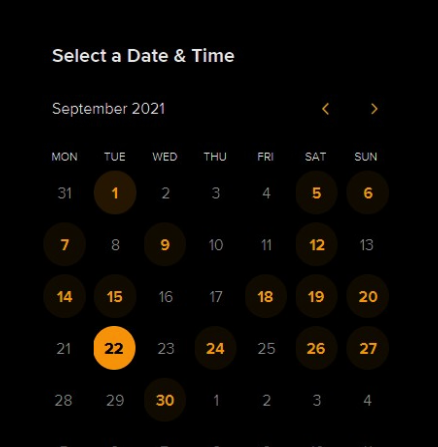 Select a Date & Time
September 2021
MON TUE WED THU FRI SAT SUN
31 1 2 3 4 5 6
7 8 9 10 11 12 13
14 15 16 17 18 19 20
21 22 23 24 25 26 27
28 29 30 1 2 3 4